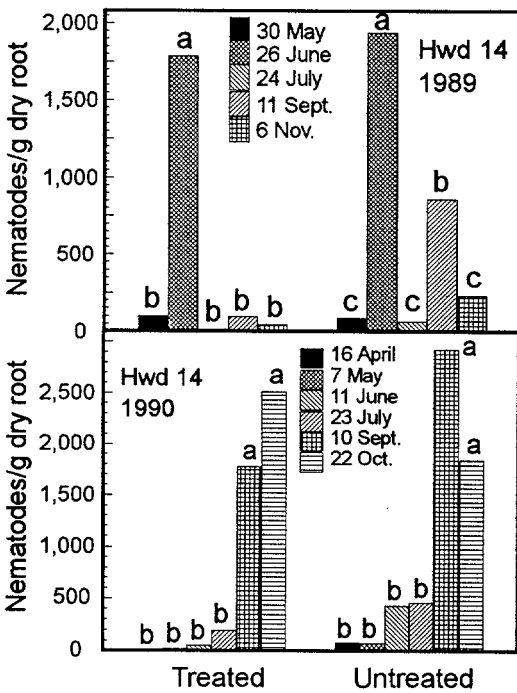 Nematodes/g dry root
2,000
1,500
1,000
500
0
30 May
26 June
24 July
11 Sept.
6 Nov.
Hwd 14
1989
a
b
b
b
b
a
c
c
b
c
Nematodes/g dry root
2,500
2,000
1,500
1,000
500
0
Hwd 14
1990
16 April
7 May
11 June
23 July
10 Sept.
22 Oct.
b
b
b
b
a
a
b
b
b
b
a
a
Treated
Untreated